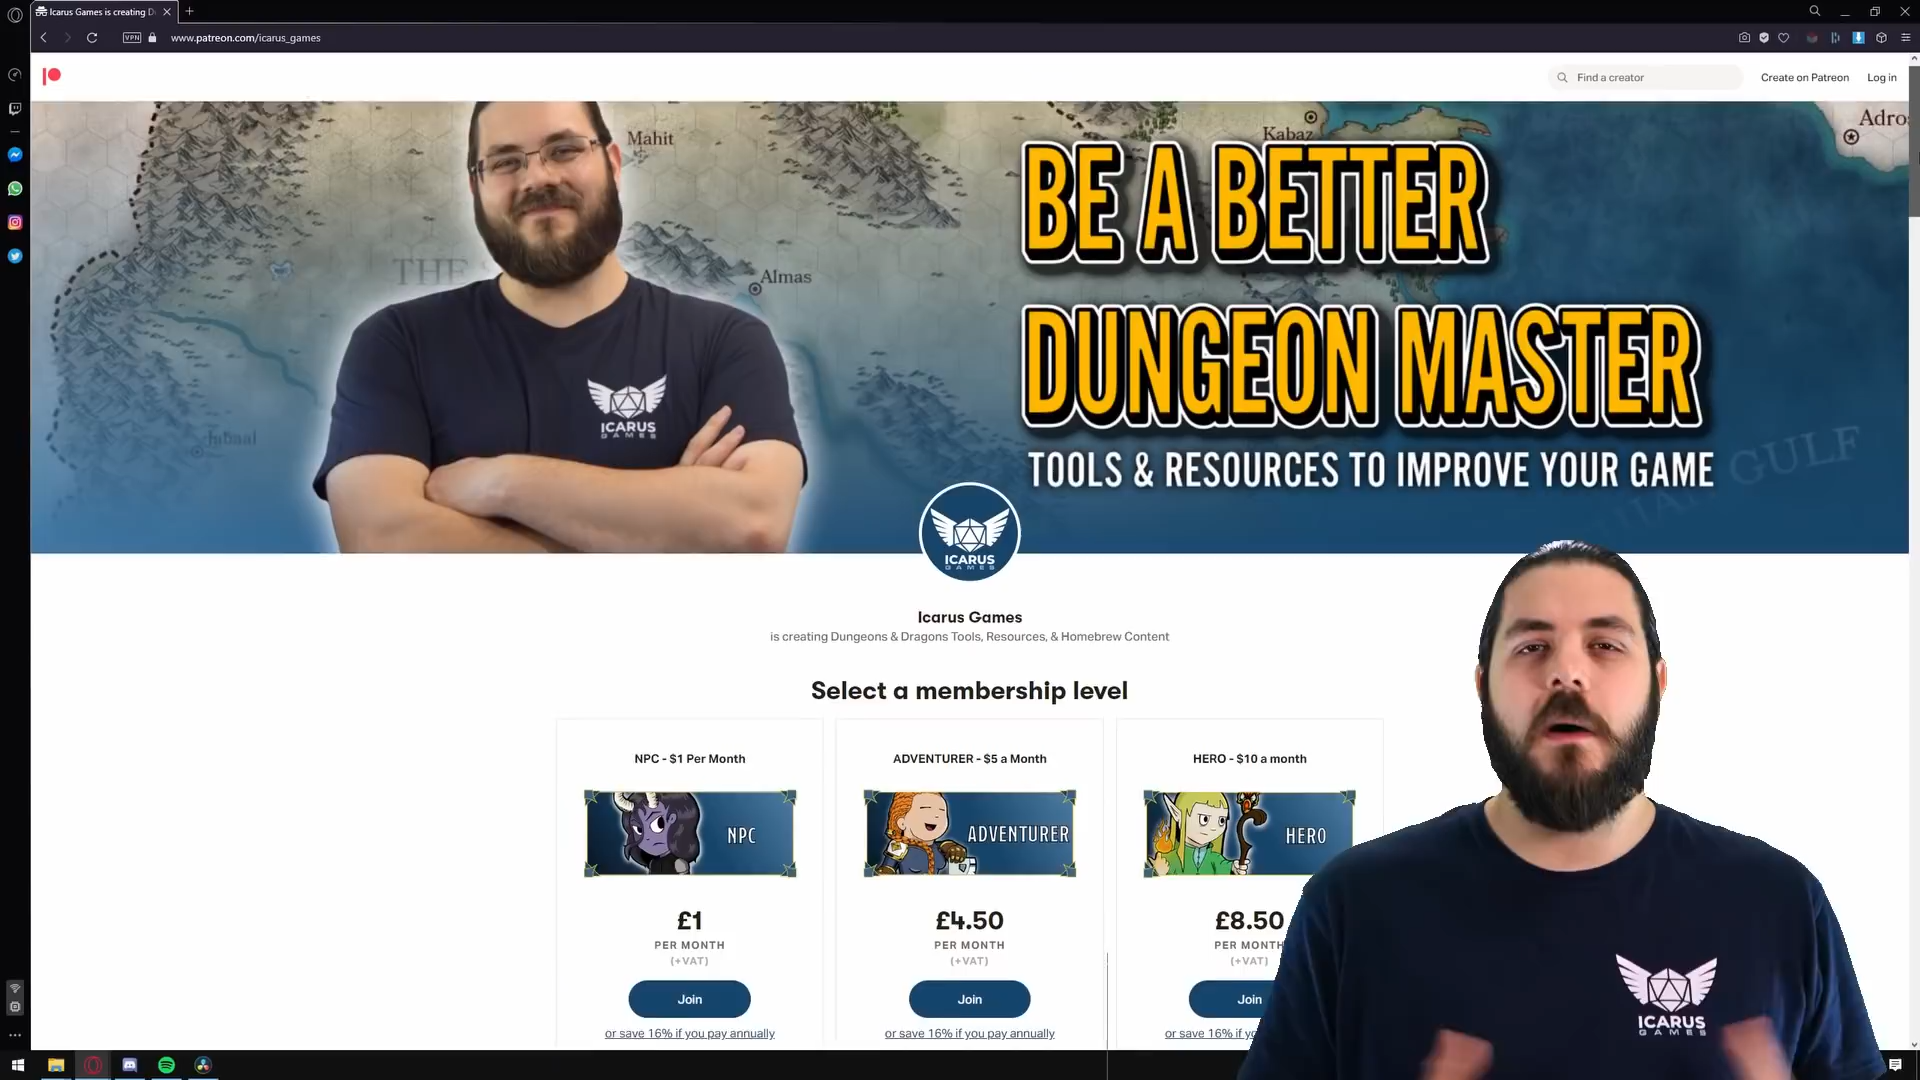 Icarus Games is creating D
VPN
www.patreon.com/icarus_games
Find a creator
Create on Patreon
Log in
Mahit
Kabaz
Adros
THE
Almas
GULF
BE A BETTER
DUNGEON MASTER
TOOLS & RESOURCES TO IMPROVE YOUR GAME
ICARUS
GAMES
ICARUS
GAMES
Icarus Games
is creating Dungeons & Dragons Tools, Resources, & Homebrew Content
Select a membership level
NPC - $1 Per Month
ADVENTURER - $5 a Month
HERO - $10 a month
NPC
ADVENTURER
HERO
£1
£4.50
£8.50
PER MONTH
PER MONTH
PER MONTH
(+VAT)
(+VAT)
(+VAT)
Join
Join
Join
or save 16% if you pay annually
or save 16% if you pay annually
or save 16% if yo
ICARUS
GAMES